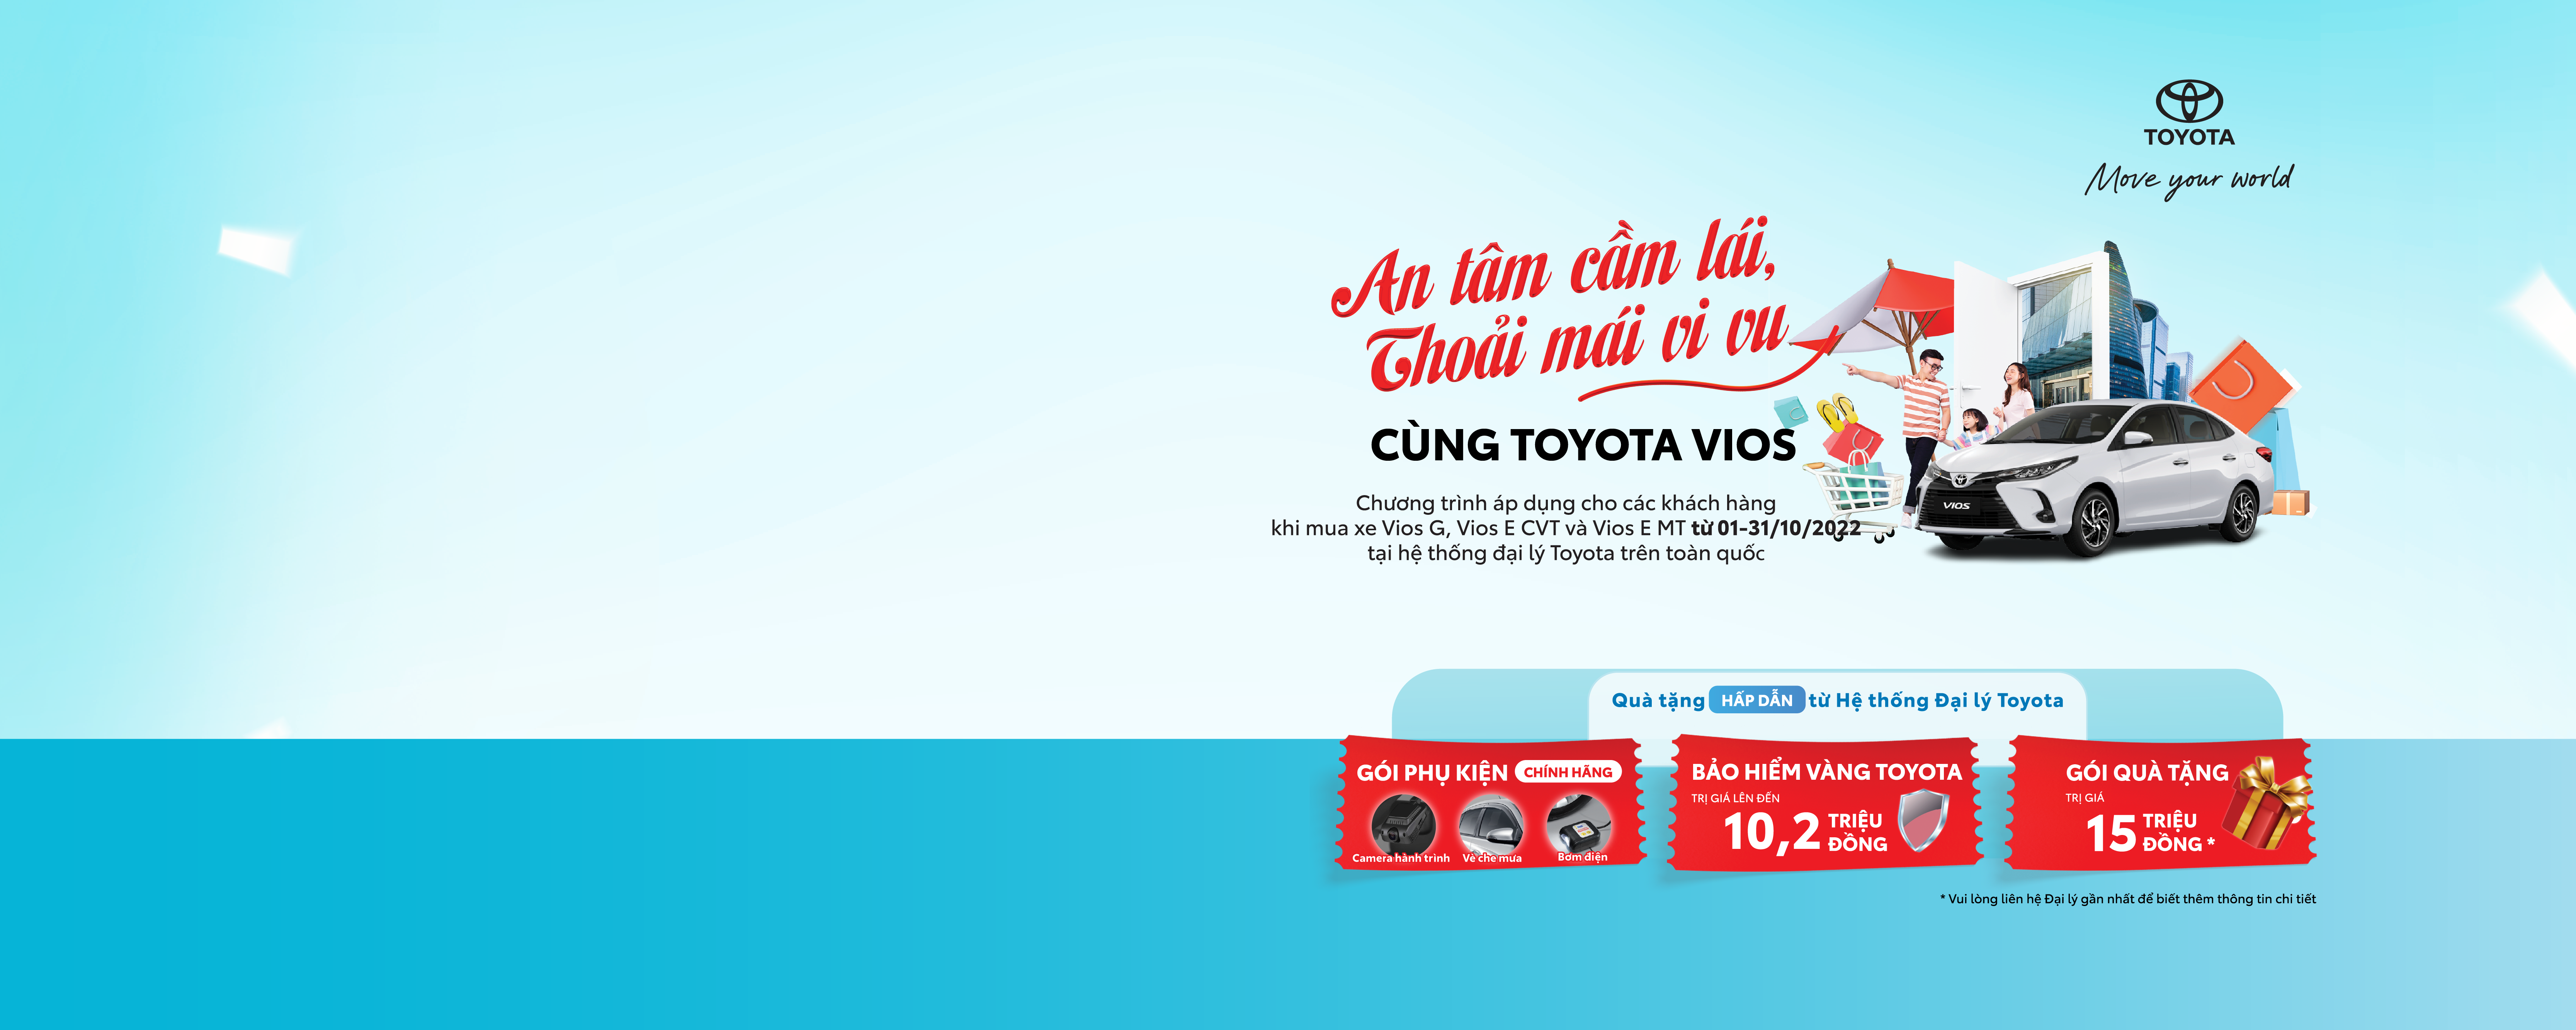 TOYOTA
Move your world
An tâm cầm lái,
Thoải mái vi vu
CÙNG TOYOTA VIOS
Chương trình áp dụng cho các khách hàng
khi mua xe Vios G, Vios E CVT và Vios E MT từ 01-31/10/2022
tại hệ thống đại lý Toyota trên toàn quốc
VIOS
Quà tặng HẤP DẪN từ Hệ thống Đại lý Toyota
GÓI PHỤ KIỆN CHÍNH HÃNG
Camera hành trình Vè che mưa Bơm điện
BẢO HIỂM VÀNG TOYOTA
TRỊ GIÁ LÊN ĐẾN
10,2 TRIỆU
ĐỒNG
GÓI QUÀ TẶNG
TRỊ GIÁ
15 TRIỆU
ĐỒNG *
* Vui lòng liên hệ Đại lý gần nhất để biết thêm thông tin chi tiết